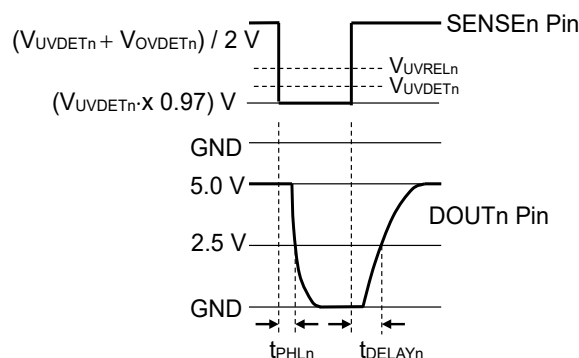 (VUVDETn + VOVDETn) / 2 V
SENSEn Pin
VUVRELn
VUVDETn
(VUVDETn·x 0.97) V
GND
5.0 V
DOUTn Pin
2.5 V
GND
tPHLn
tDELAYn